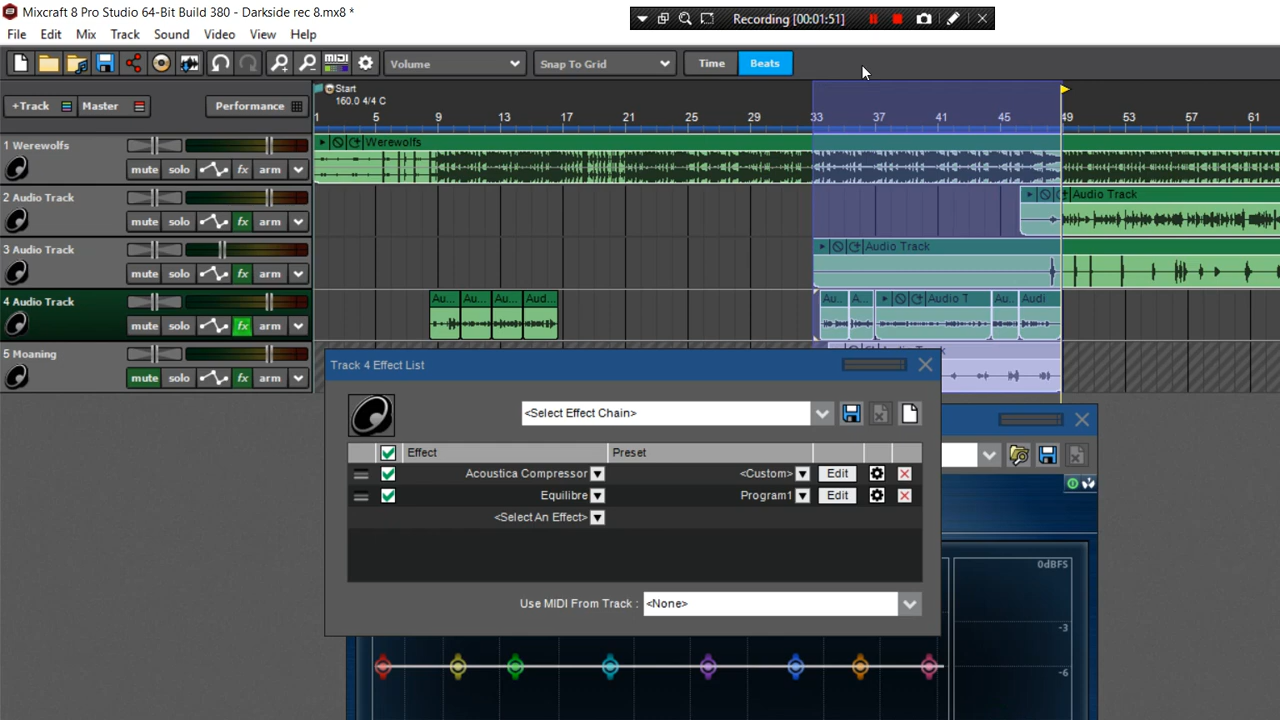 Mixcraft 8 Pro Studio 64-Bit Build 380 - Darkside rec 8.mx8 *
Recording [00:01:51]
File Edit Mix Track Sound Video View Help
MIDI Volume Snap To Grid Time Beats
+Track Master Performance
Start
160.0 4/4 C
1 5 9 13 17 21 25 29 33 37 41 45 49 53 57 61
1 Werewolfs
Werewolfs
mute solo fx arm
2 Audio Track
Audio Track
mute solo fx arm
3 Audio Track
Audio Track
mute solo fx arm
4 Audio Track
Au... Au... Au... Aud... Au.. A... Audio T Au.. Audi
mute solo fx arm
5 Moaning
mute solo fx arm
Track 4 Effect List
<Select Effect Chain>
Effect Preset
Acoustica Compressor <Custom> Edit
Equilibre Program1 Edit
<Select An Effect>
Use MIDI From Track : <None>
0dBFS
-3
-6